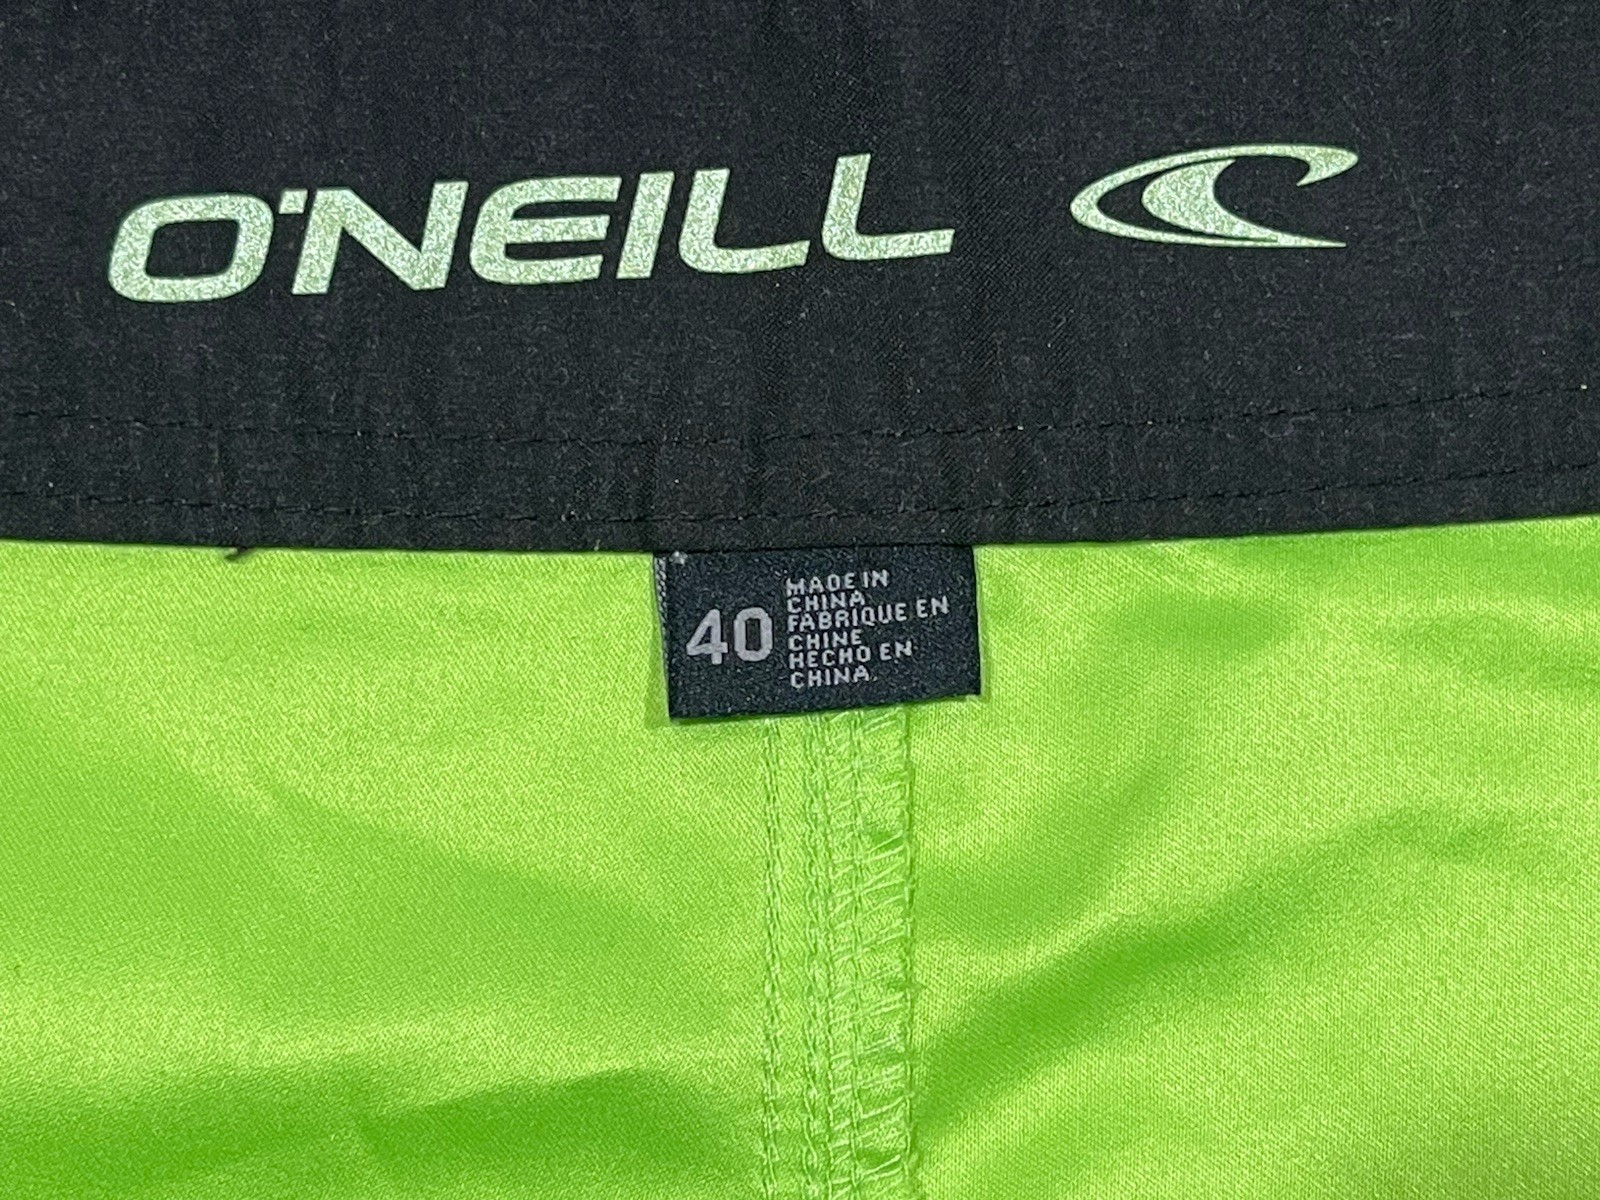 O'NEILL
40
MADE IN
CHINA
FABRIQUE EN
CHINE
HECHO EN
CHINA